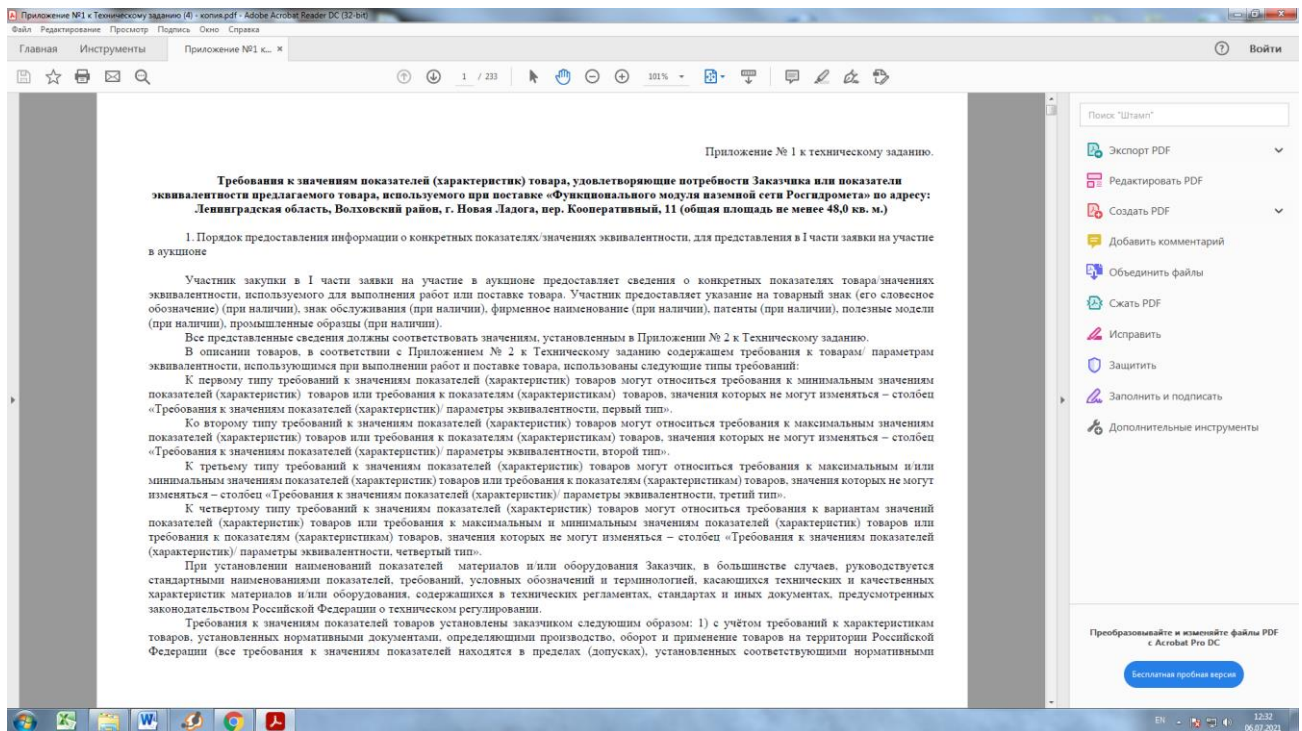 Приложение №1 к Техническому заданию (4) - копия.pdf - Adobe Acrobat Reader DC (32-bit)
Файл Редактирование Просмотр Подпись Окно Справка
Главная Инструменты Приложение №1 к... × Войти
1 / 233 101%
Поиск "Штамп"
Экспорт PDF
Редактировать PDF
Создать PDF
Добавить комментарий
Объединить файлы
Сжать PDF
Исправить
Защитить
Заполнить и подписать
Дополнительные инструменты
Преобразовывайте и изменяйте файлы PDF
с Acrobat Pro DC
Бесплатная пробная версия
Приложение № 1 к техническому заданию.
Требования к значениям показателей (характеристик) товара, удовлетворяющие потребности Заказчика или показатели
эквивалентности предлагаемого товара, используемого при поставке «Функционального модуля наземной сети Росгидромета» по адресу:
Ленинградская область, Волховский район, г. Новая Ладога, пер. Кооперативный, 11 (общая площадь не менее 48,0 кв. м.)
1. Порядок предоставления информации о конкретных показателях/значениях эквивалентности, для представления в I части заявки на участие
в аукционе
Участник закупки в I части заявки на участие в аукционе предоставляет сведения о конкретных показателях товара/значениях
эквивалентности, используемого для выполнения работ или поставке товара. Участник предоставляет указание на товарный знак (его словесное
обозначение) (при наличии), знак обслуживания (при наличии), фирменное наименование (при наличии), патенты (при наличии), полезные модели
(при наличии), промышленные образцы (при наличии).
Все представленные сведения должны соответствовать значениям, установленным в Приложении № 2 к Техническому заданию.
В описании товаров, в соответствии с Приложением № 2 к Техническому заданию содержащем требования к товарам/ параметрам
эквивалентности, использующимся при выполнении работ и поставке товара, использованы следующие типы требований:
К первому типу требований к значениям показателей (характеристик) товаров могут относиться требования к минимальным значениям
показателей (характеристик) товаров или требования к показателям (характеристикам) товаров, значения которых не могут изменяться – столбец
«Требования к значениям показателей (характеристик)/ параметры эквивалентности, первый тип».
Ко второму типу требований к значениям показателей (характеристик) товаров могут относиться требования к максимальным значениям
показателей (характеристик) товаров или требования к показателям (характеристикам) товаров, значения которых не могут изменяться – столбец
«Требования к значениям показателей (характеристик)/ параметры эквивалентности, второй тип».
К третьему типу требований к значениям показателей (характеристик) товаров могут относиться требования к максимальным и/или
минимальным значениям показателей (характеристик) товаров или требования к показателям (характеристикам) товаров, значения которых не могут
изменяться – столбец «Требования к значениям показателей (характеристик)/ параметры эквивалентности, третий тип».
К четвертому типу требований к значениям показателей (характеристик) товаров могут относиться требования к вариантам значений
показателей (характеристик) товаров или требования к максимальным и минимальным значениям показателей (характеристик) товаров или
требования к показателям (характеристикам) товаров, значения которых не могут изменяться – столбец «Требования к значениям показателей
(характеристик)/ параметры эквивалентности, четвертый тип».
При установлении наименований показателей материалов и/или оборудования Заказчик, в большинстве случаев, руководствуется
стандартными наименованиями показателей, требований, условных обозначений и терминологией, касающихся технических и качественных
характеристик материалов и/или оборудования, содержащихся в технических регламентах, стандартах и иных документах, предусмотренных
законодательством Российской Федерации о техническом регулировании.
Требования к значениям показателей товаров установлены заказчиком следующим образом: 1) с учётом требований к характеристикам
товаров, установленных нормативными документами, определяющими производство, оборот и применение товаров на территории Российской
Федерации (все требования к значениям показателей находятся в пределах (допусках), установленных соответствующими нормативными
EN 12:32
06.07.2021